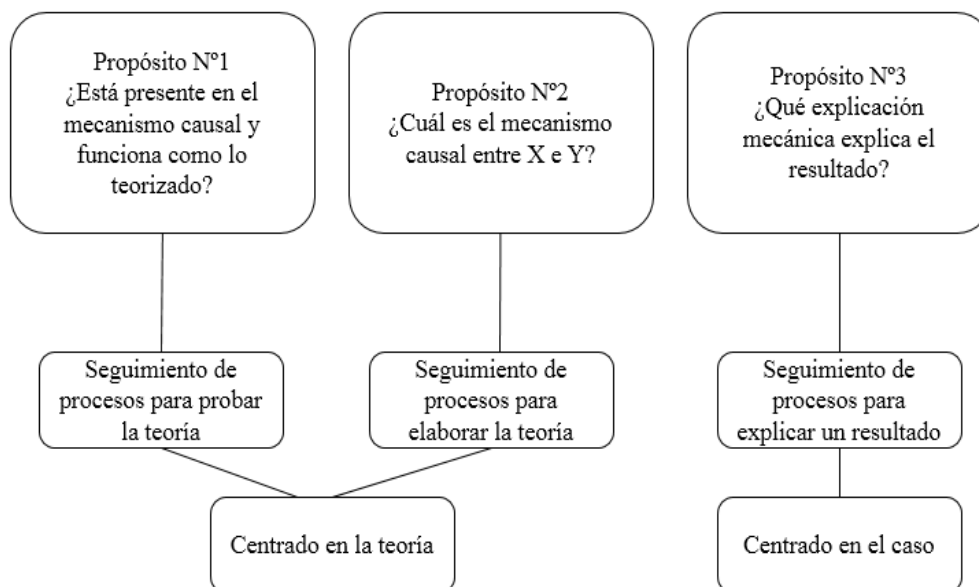 Propósito Nº1
¿Está presente en el
mecanismo causal y
funciona como lo
teorizado?
Propósito Nº2
¿Cuál es el mecanismo
causal entre X e Y?
Propósito Nº3
¿Qué explicación
mecánica explica el
resultado?
Seguimiento de
procesos para probar
la teoría
Seguimiento de
procesos para
elaborar la teoría
Seguimiento de
procesos para
explicar un resultado
Centrado en la teoría
Centrado en el caso